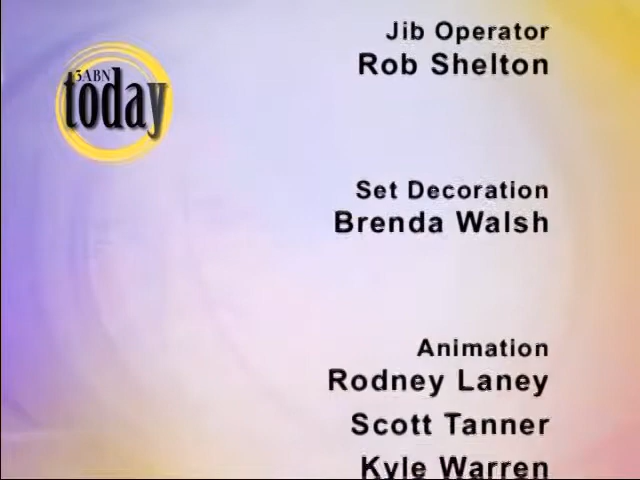 3ABN
today
Jib Operator
Rob Shelton
Set Decoration
Brenda Walsh
Animation
Rodney Laney
Scott Tanner
Kyle Warren